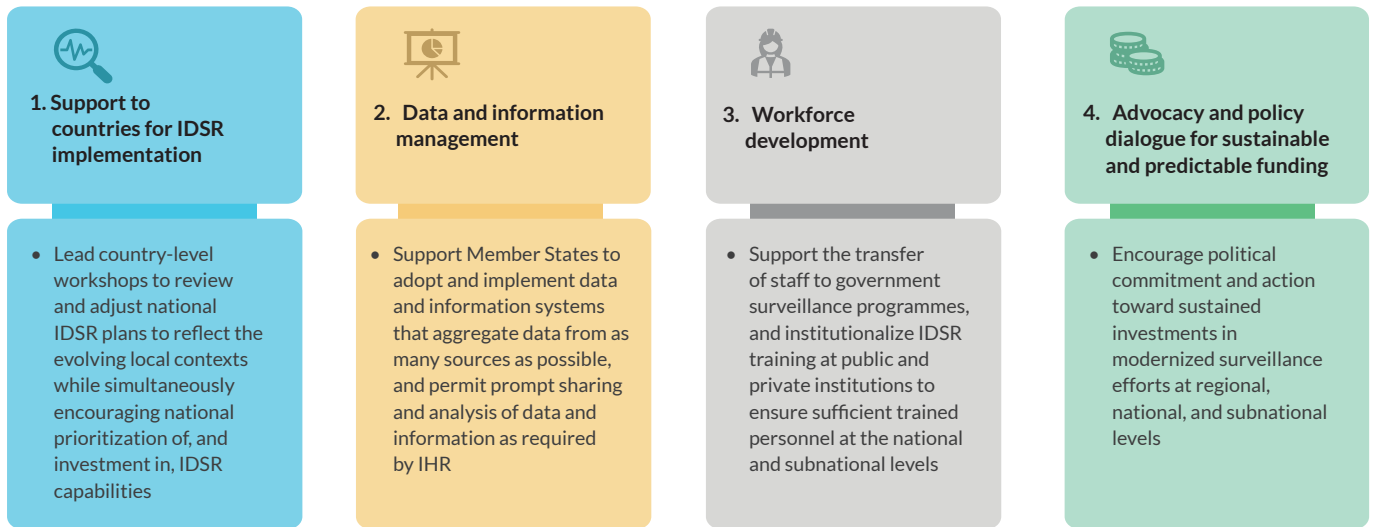 1. Support to
countries for IDSR
implementation
• Lead country-level
workshops to review
and adjust national
IDSR plans to reflect the
evolving local contexts
while simultaneously
encouraging national
prioritization of, and
investment in, IDSR
capabilities
2. Data and information
management
• Support Member States to
adopt and implement data
and information systems
that aggregate data from as
many sources as possible,
and permit prompt sharing
and analysis of data and
information as required
by IHR
3. Workforce
development
• Support the transfer
of staff to government
surveillance programmes,
and institutionalize IDSR
training at public and
private institutions to
ensure sufficient trained
personnel at the national
and subnational levels
4. Advocacy and policy
dialogue for sustainable
and predictable funding
• Encourage political
commitment and action
toward sustained
investments in
modernized surveillance
efforts at regional,
national, and subnational
levels